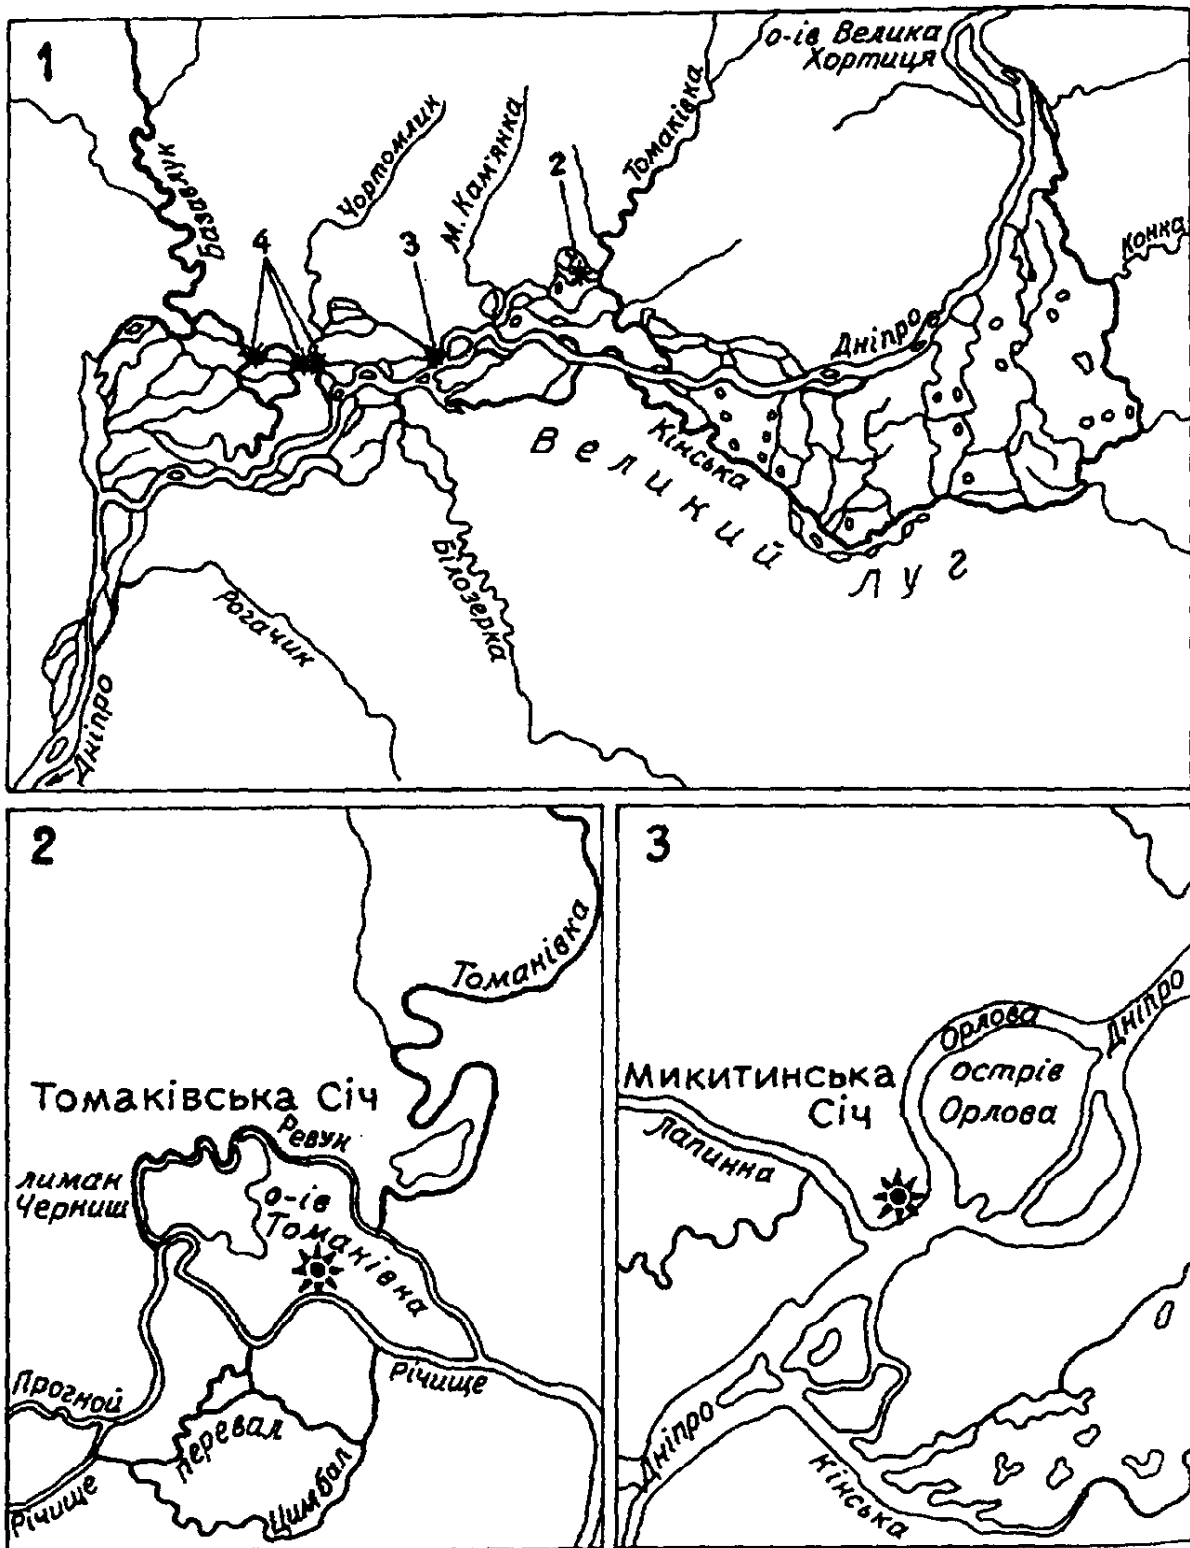 1
о-ів Велика
Хортиця
Базавлук
Чортомлик
М. Кам'янка
2
Томаківка
4
3
Конка
Дніпро
Кінська
Великий Луг
Білозерка
Рогачик
Дніпро
2
Томанівка
Томаківська Січ
Ревун
лиман
Черниш
о-ів
Томанівна
Річище
Прогной
Перевал
Цимбал
Річище
3
Дніпро
Орлова
острів
Орлова
Микитинська
Січ
Лапинна
Дніпро
Кінська